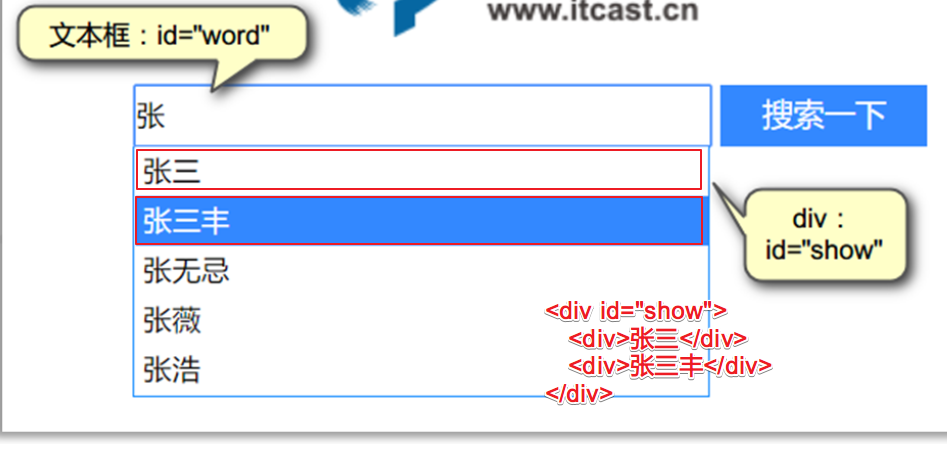 www.itcast.cn
文本框：id="word"
张
搜索一下
张三
张三丰
张无忌
张薇
张浩
div：
id="show"
<div id="show">
<div>张三</div>
<div>张三丰</div>
</div>